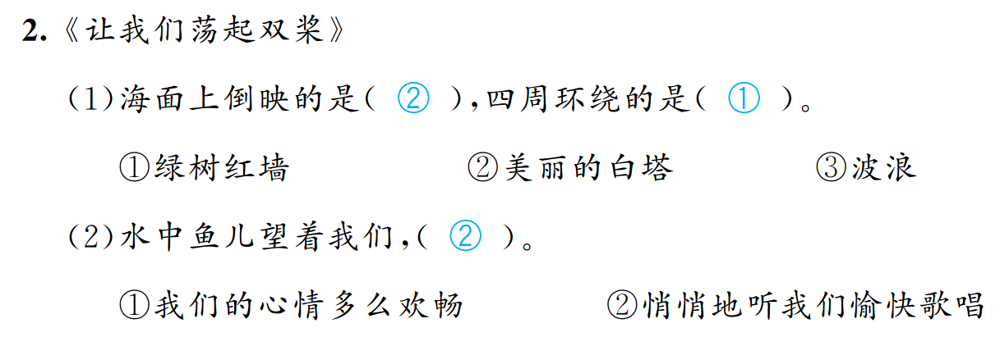 2.《让我们荡起双桨》
(1)海面上倒映的是( ② ),四周环绕的是( ① )。
①绿树红墙 ②美丽的白塔 ③波浪
(2)水中鱼儿望着我们,( ② )。
①我们的心情多么欢畅 ②悄悄地听我们愉快歌唱